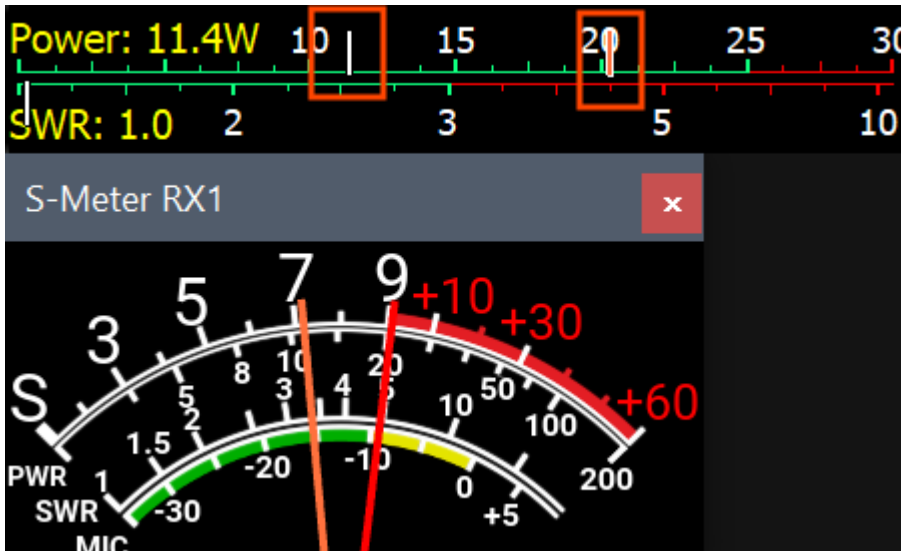 Power: 11.4W 10 15 20 25 30
SWR: 1.0 2 3 5 10
S-Meter RX1 x
S 3 5 7 9 +10 +30 +60
PWR 5 8 10 20 50 100 200
SWR 1 1.5 2 3 4 5 10
MIC -30 -20 -10 0 +5